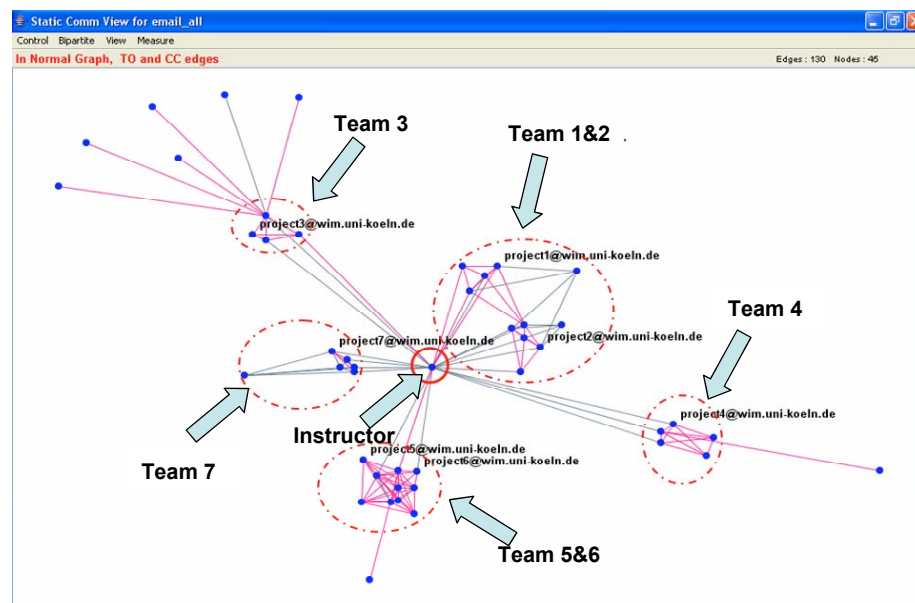 Static Comm View for email_all
Control Bipartite View Measure
In Normal Graph, TO and CC edges
Edges : 130 Nodes : 45
Team 3
Team 1&2 .
project3@wim.uni-koeln.de
project1@wim.uni-koeln.de
Team 4
project7@wim.uni-koeln.de
project2@wim.uni-koeln.de
project4@wim.uni-koeln.de
Instructor
project5@wim.uni-koeln.de
project6@wim.uni-koeln.de
Team 7
Team 5&6